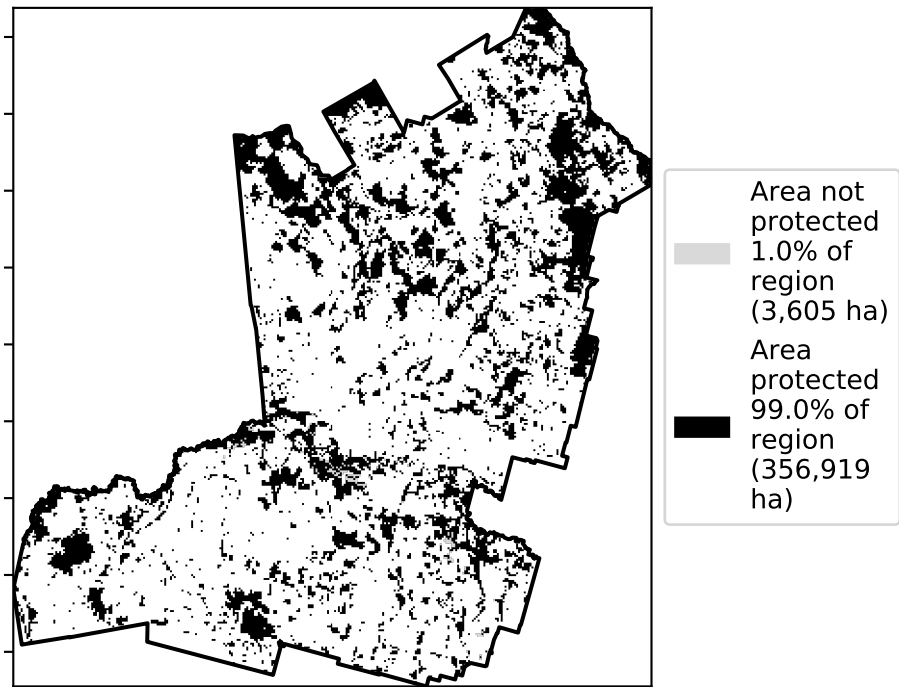 Area not
protected
1.0% of
region
(3,605 ha)
Area
protected
99.0% of
region
(356,919
ha)